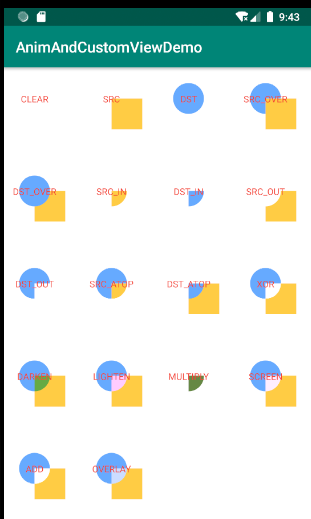 9:43
AnimAndCustomViewDemo
CLEAR SRC DST SRC_OVER
DST_OVER SRC_IN DST_IN SRC_OUT
DST_OUT SRC_ATOP DST_ATOP XOR
DARKEN LIGHTEN MULTIPLY SCREEN
ADD OVERLAY